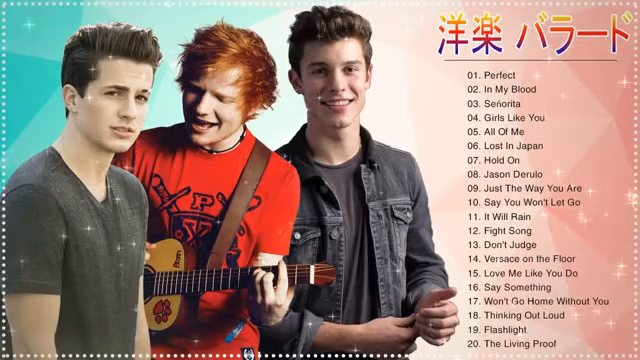 洋楽 バラード
01. Perfect
02. In My Blood
03. Señorita
04. Girls Like You
05. All Of Me
06. Lost In Japan
07. Hold On
08. Jason Derulo
09. Just The Way You Are
10. Say You Won't Let Go
11. It Will Rain
12. Fight Song
13. Don't Judge
14. Versace on the Floor
15. Love Me Like You Do
16. Say Something
17. Won't Go Home Without You
18. Thinking Out Loud
19. Flashlight
20. The Living Proof